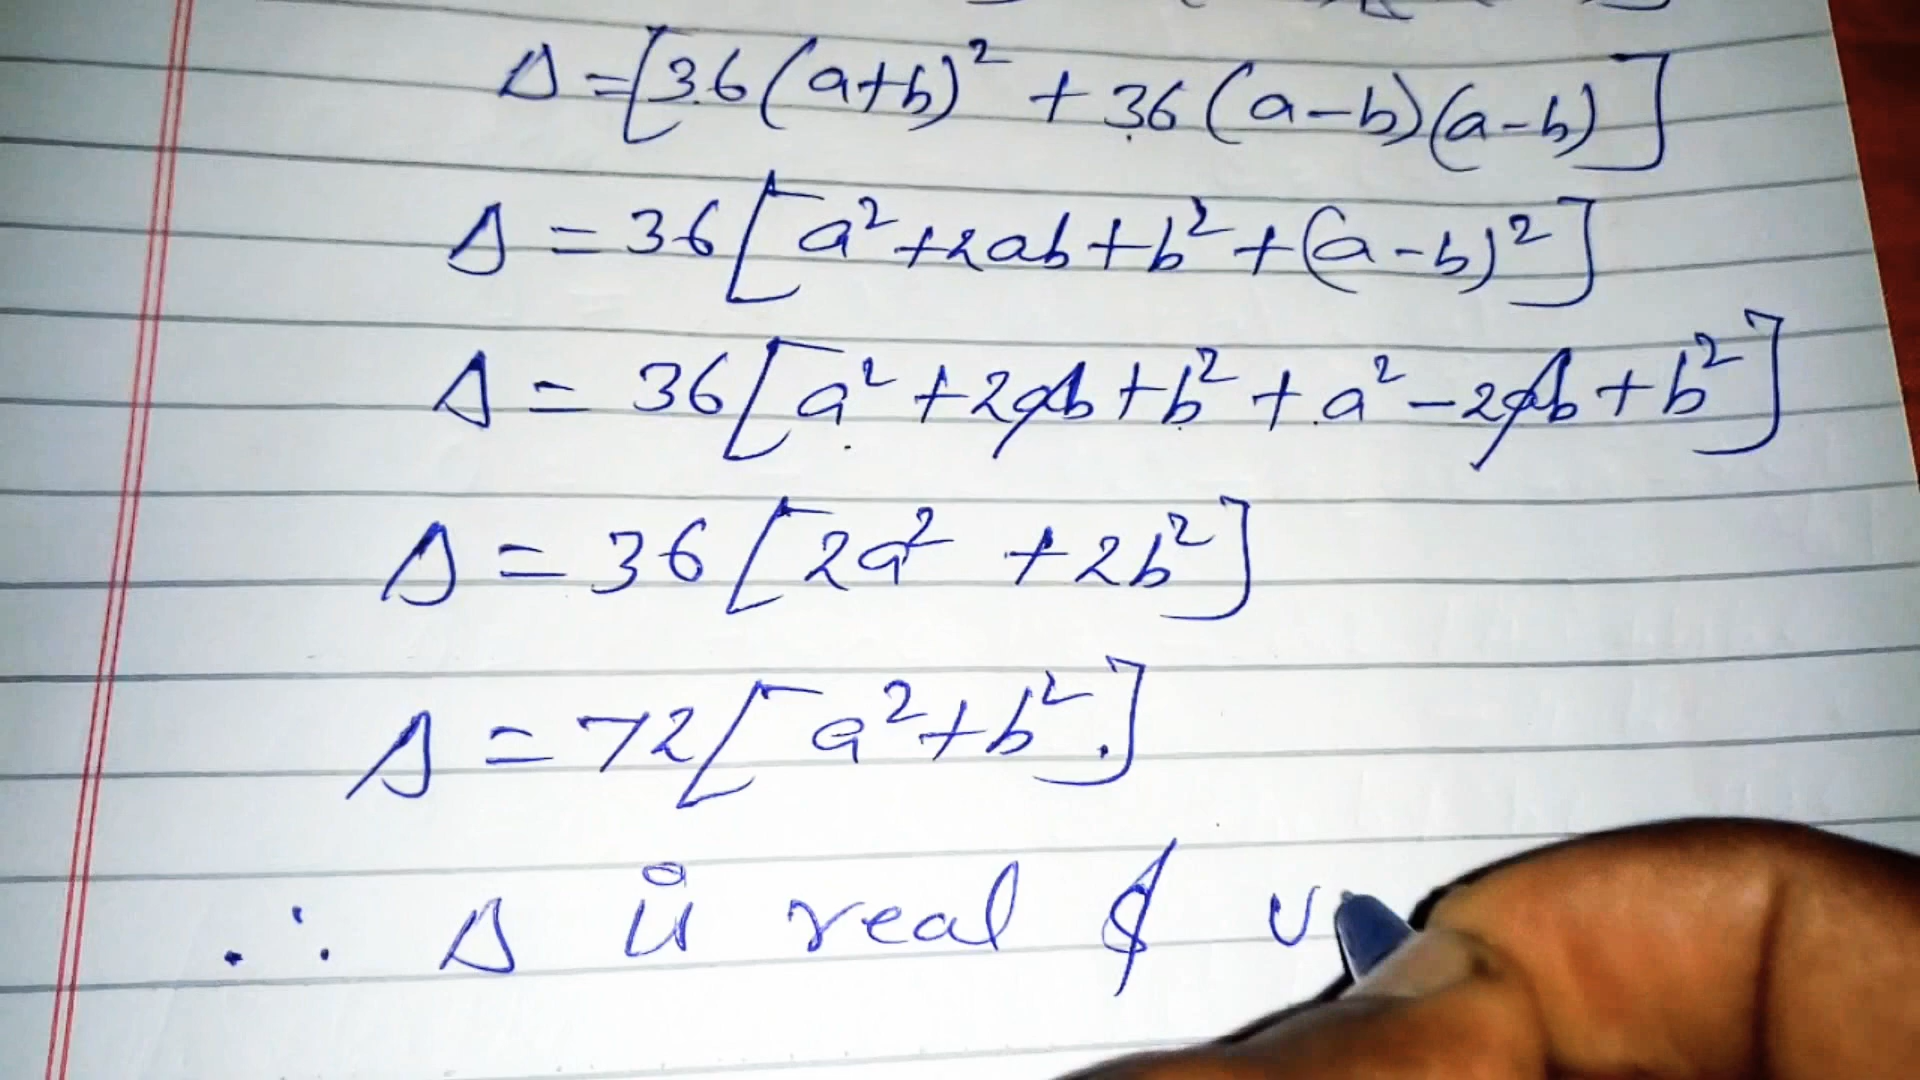 Δ = [36(a+b)² + 36(a-b)(a-b)]
Δ = 36[a²+2ab+b²+(a-b)²]
Δ = 36[a²+2ab+b²+a²-2ab+b²]
Δ = 36[2a² +2b²]
Δ = 72[a²+b²]
∴ Δ is real & u